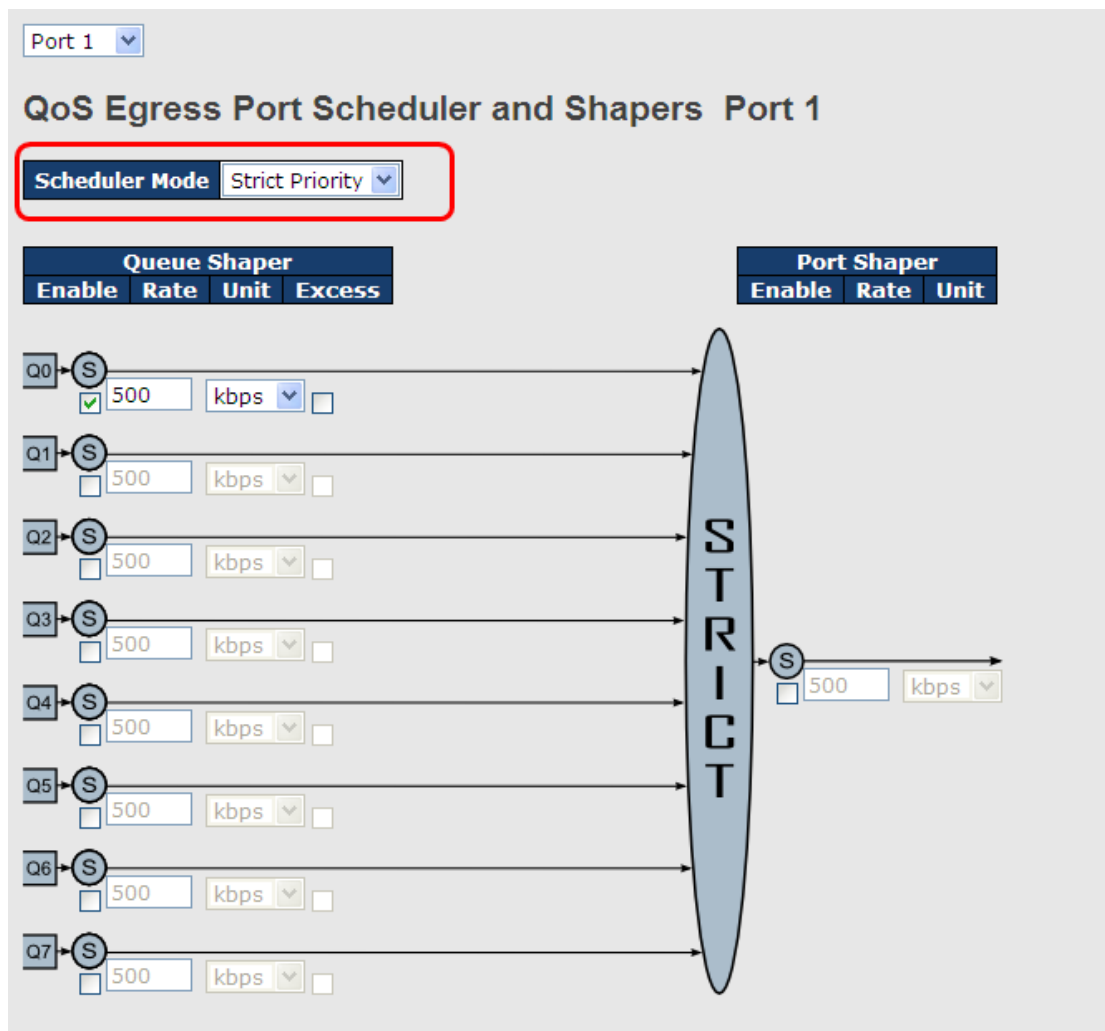 Port 1
QoS Egress Port Scheduler and Shapers Port 1
Scheduler Mode Strict Priority
Queue Shaper
Enable Rate Unit Excess
Port Shaper
Enable Rate Unit
Q0 S
500 kbps
Q1 S
500 kbps
Q2 S
500 kbps
Q3 S
500 kbps
Q4 S
500 kbps
Q5 S
500 kbps
Q6 S
500 kbps
Q7 S
500 kbps
STRICT
S
500 kbps